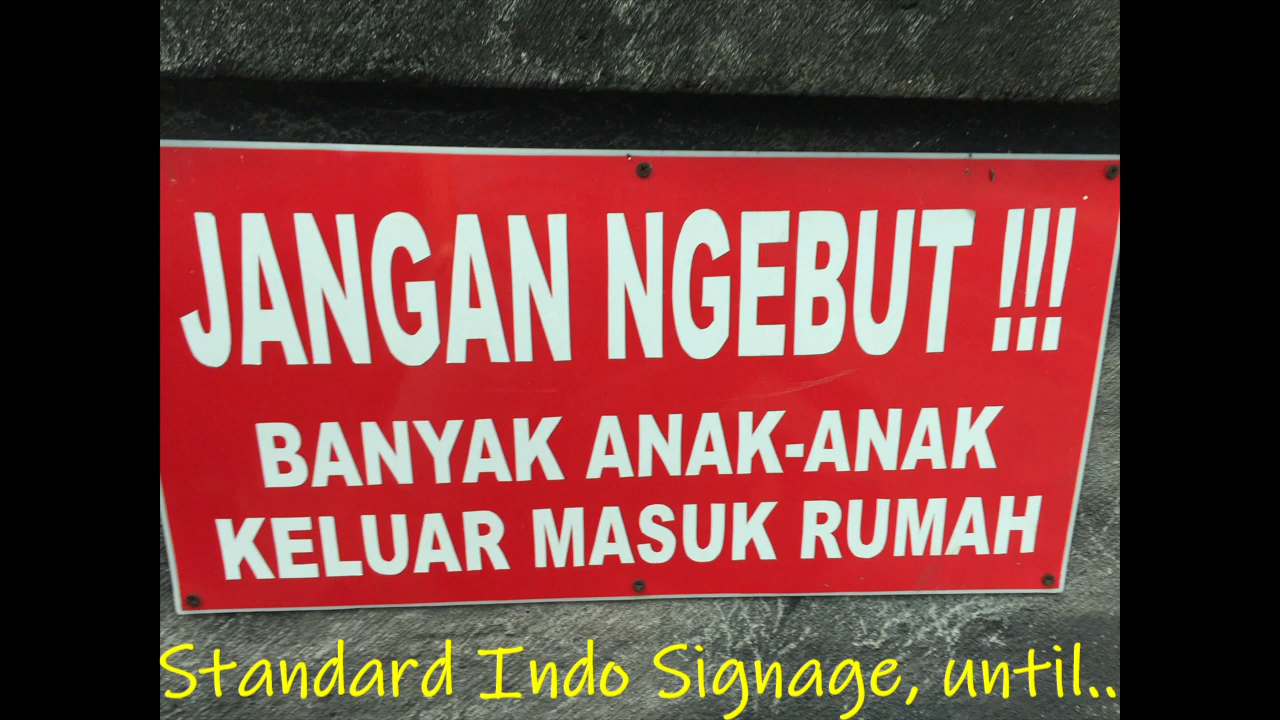 JANGAN NGEBUT !!!
BANYAK ANAK-ANAK
KELUAR MASUK RUMAH
Standard Indo Signage, until..